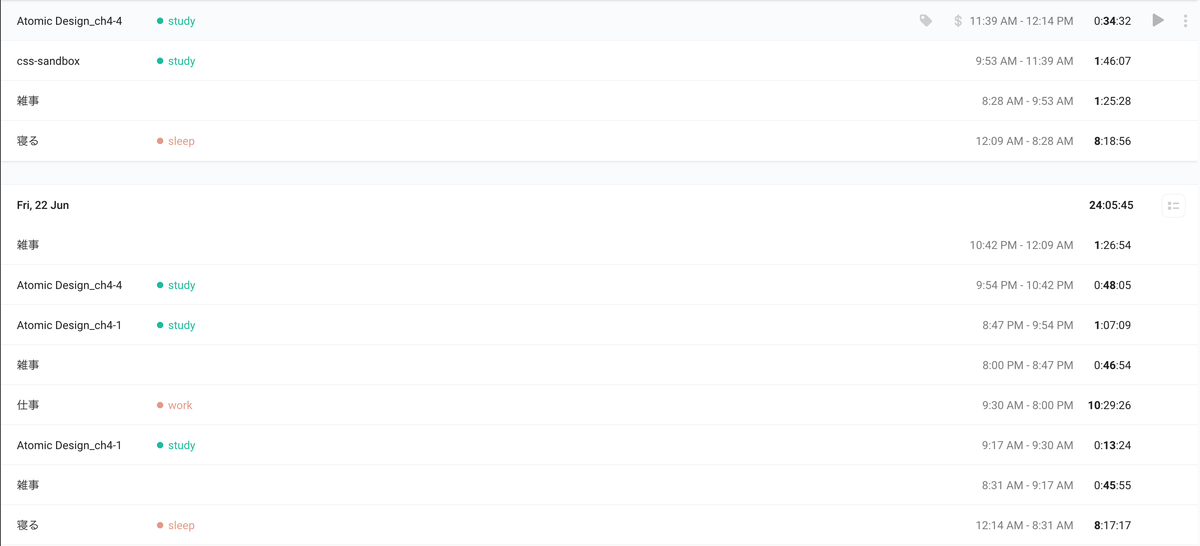 Atomic Design_ch4-4 study $ 11:39 AM - 12:14 PM 0:34:32
css-sandbox study 9:53 AM - 11:39 AM 1:46:07
雑事 8:28 AM - 9:53 AM 1:25:28
寝る sleep 12:09 AM - 8:28 AM 8:18:56
Fri, 22 Jun 24:05:45
雑事 10:42 PM - 12:09 AM 1:26:54
Atomic Design_ch4-4 study 9:54 PM - 10:42 PM 0:48:05
Atomic Design_ch4-1 study 8:47 PM - 9:54 PM 1:07:09
雑事 8:00 PM - 8:47 PM 0:46:54
仕事 work 9:30 AM - 8:00 PM 10:29:26
Atomic Design_ch4-1 study 9:17 AM - 9:30 AM 0:13:24
雑事 8:31 AM - 9:17 AM 0:45:55
寝る sleep 12:14 AM - 8:31 AM 8:17:17